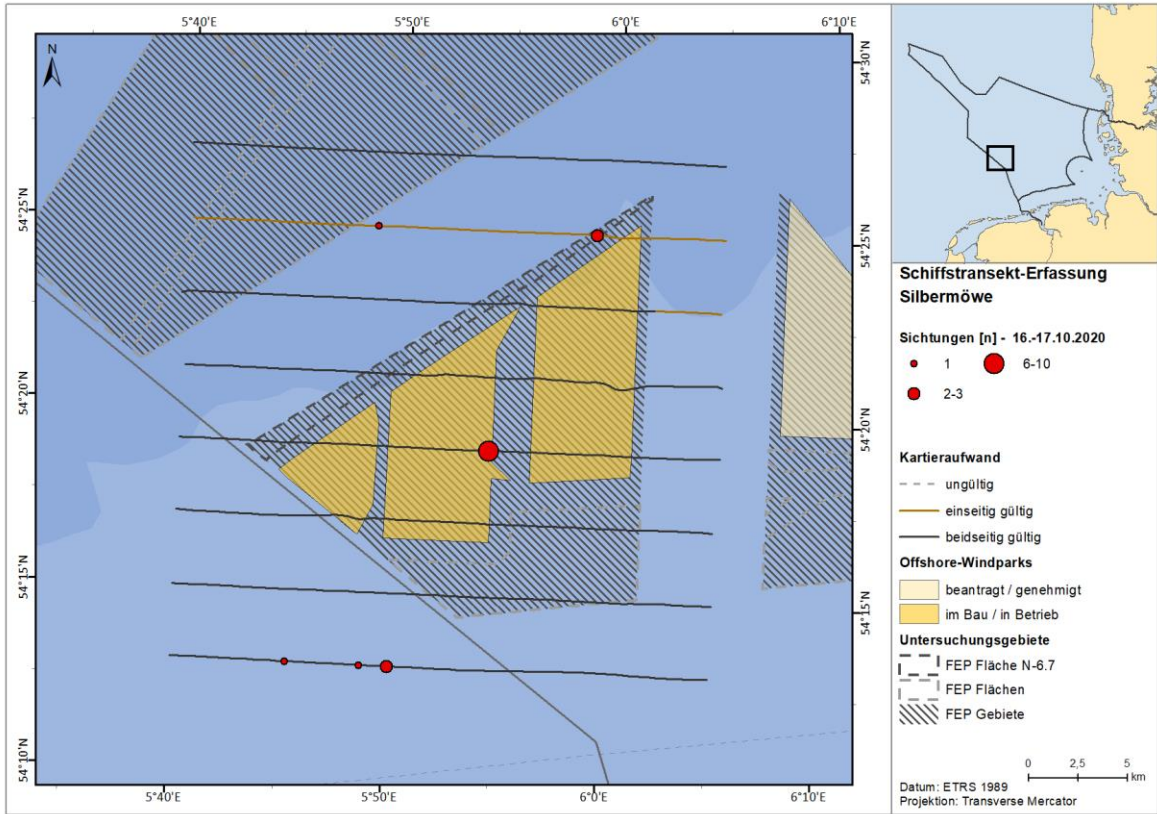 5°40'E 5°50'E 6°0'E 6°10'E
N
54°30'N
54°25'N 54°25'N
54°20'N 54°20'N
54°15'N 54°15'N
54°10'N
5°40'E 5°50'E 6°0'E 6°10'E
Schiffstransekt-Erfassung
Silbermöwe
Sichtungen [n] - 16.-17.10.2020
1 6-10
2-3
Kartieraufwand
ungültig
einseitig gültig
beidseitig gültig
Offshore-Windparks
beantragt / genehmigt
im Bau / in Betrieb
Untersuchungsgebiete
FEP Fläche N-6.7
FEP Flächen
FEP Gebiete
0 2,5 5
km
Datum: ETRS 1989
Projektion: Transverse Mercator